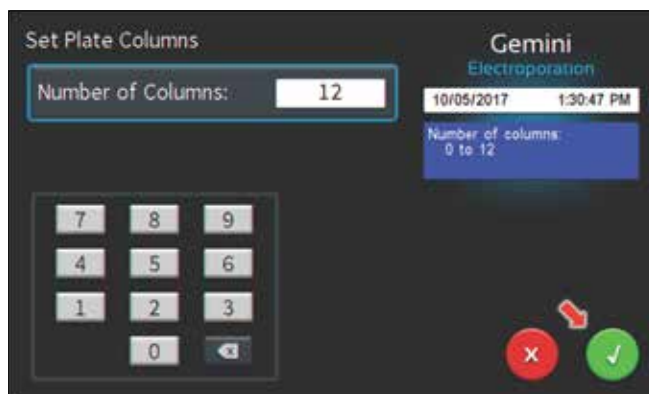 Set Plate Columns
Number of Columns: 12
Gemini
Electroporation
10/05/2017 1:30:47 PM
Number of columns:
0 to 12
7 8 9
4 5 6
1 2 3
0